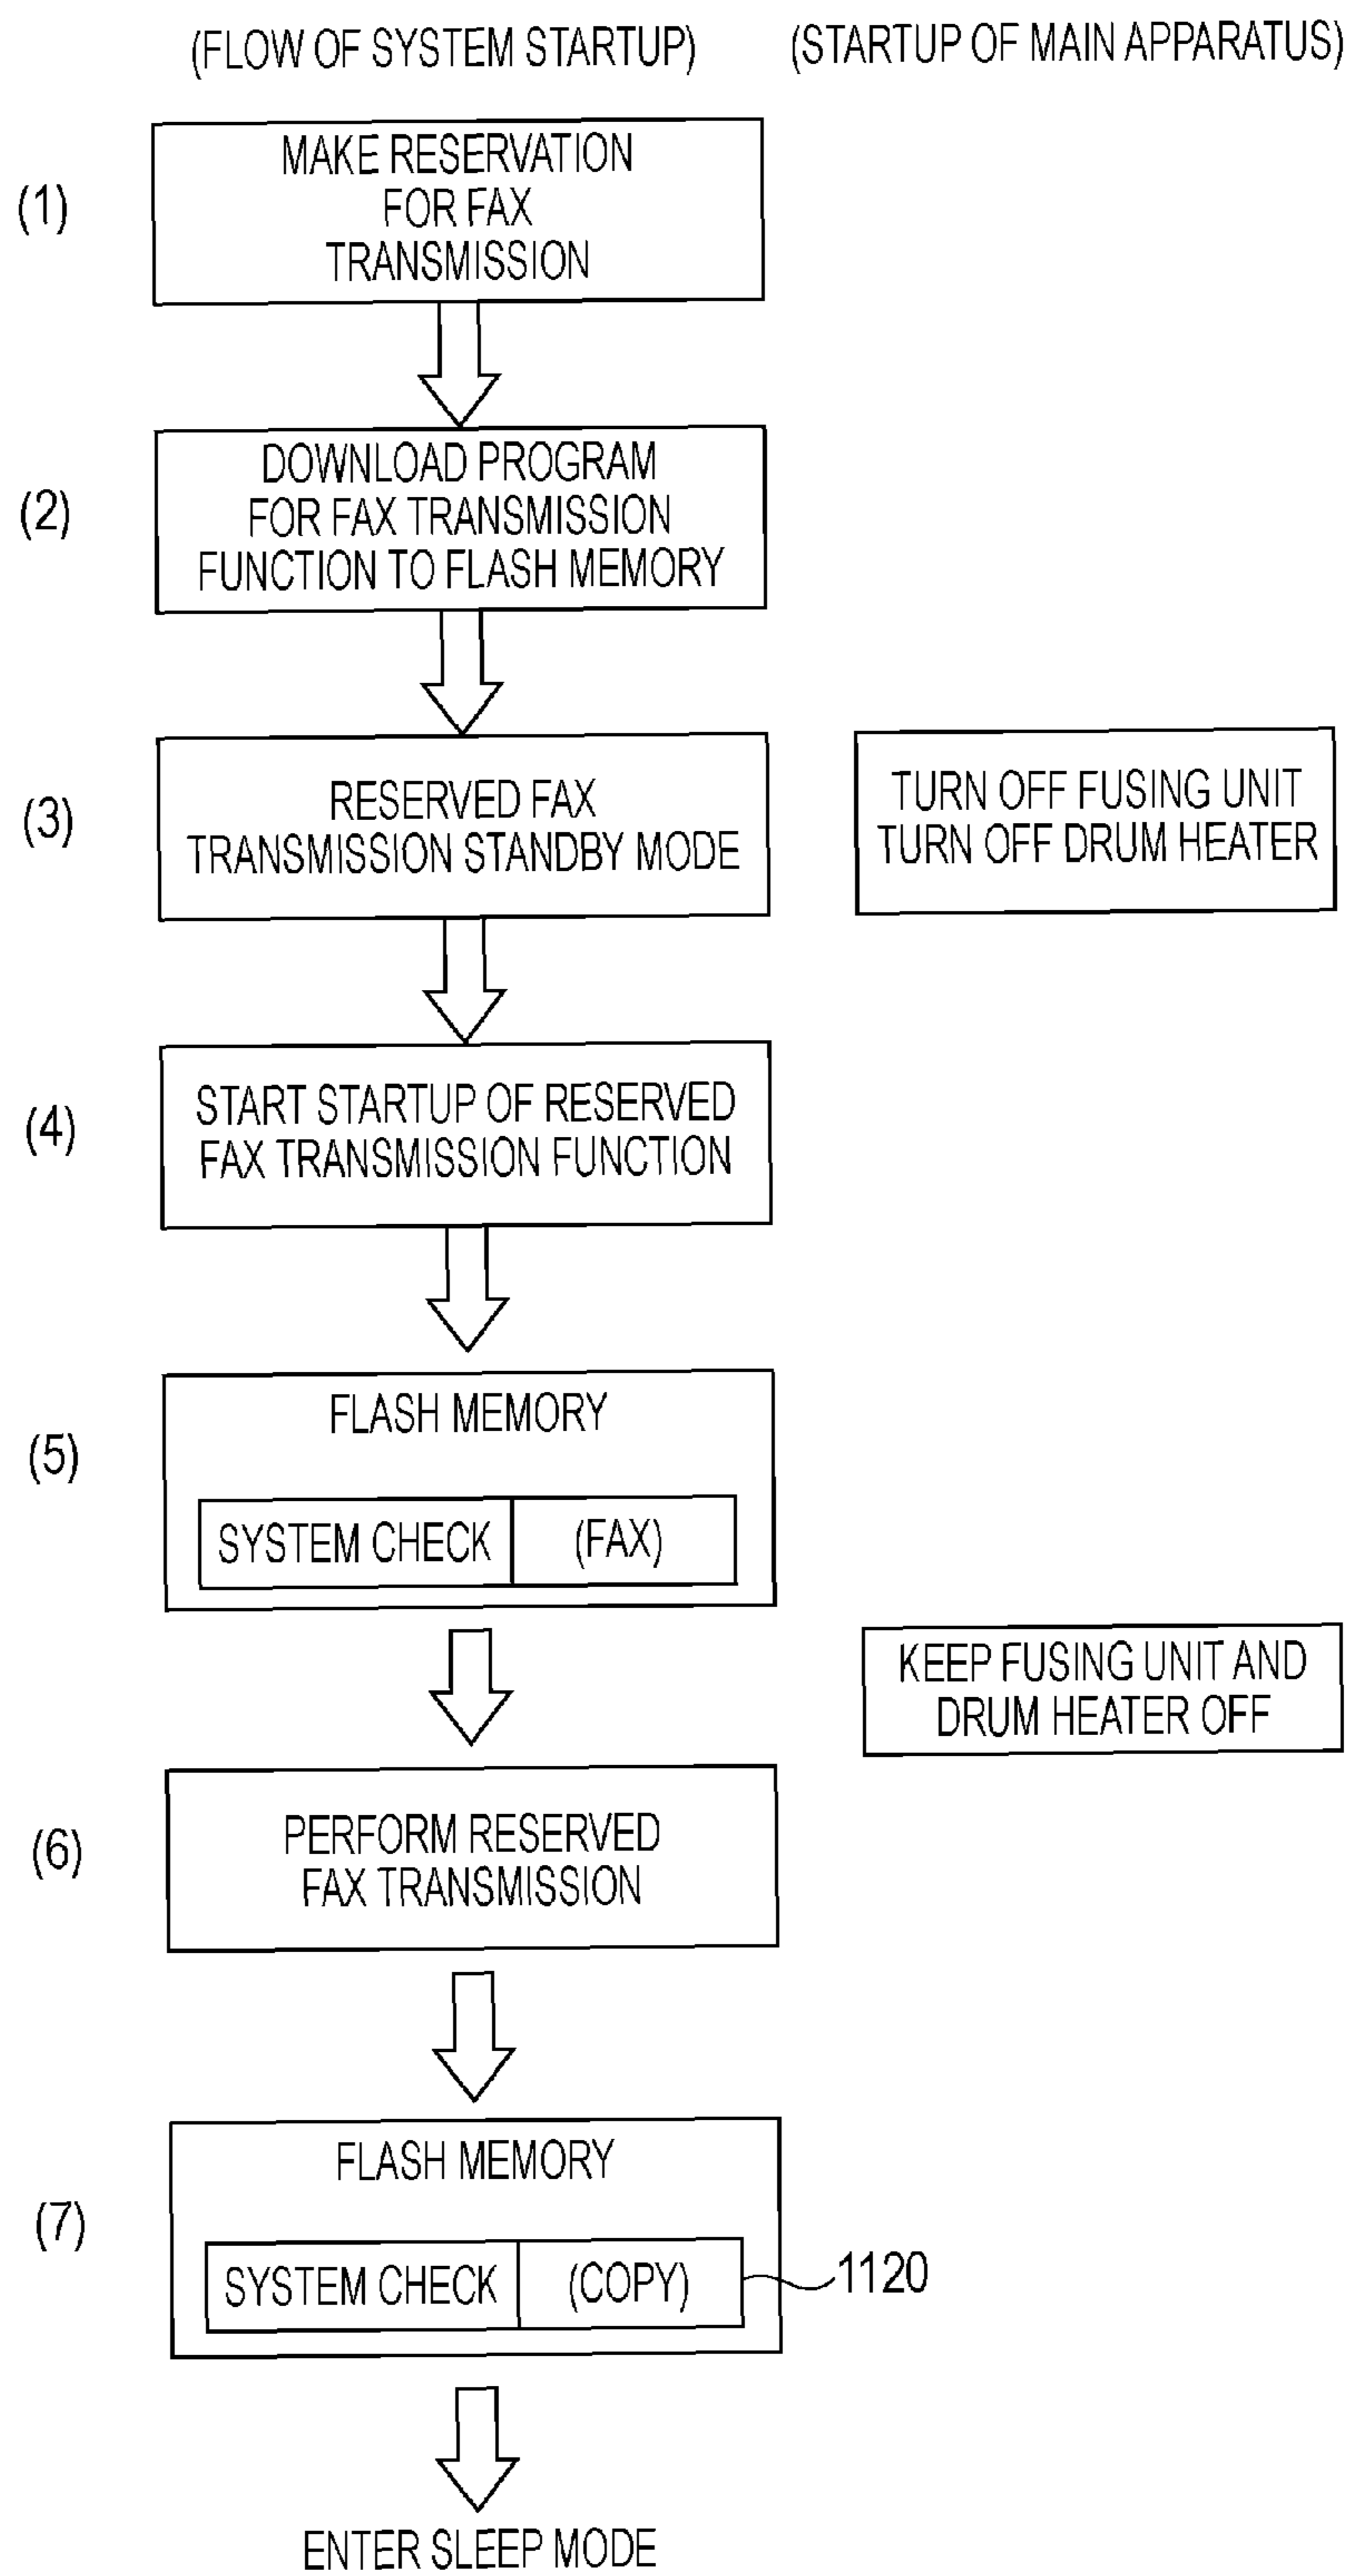 (FLOW OF SYSTEM STARTUP)
(STARTUP OF MAIN APPARATUS)
(1)
MAKE RESERVATION
FOR FAX
TRANSMISSION
(2)
DOWNLOAD PROGRAM
FOR FAX TRANSMISSION
FUNCTION TO FLASH MEMORY
(3)
RESERVED FAX
TRANSMISSION STANDBY MODE
TURN OFF FUSING UNIT
TURN OFF DRUM HEATER
(4)
START STARTUP OF RESERVED
FAX TRANSMISSION FUNCTION
(5)
FLASH MEMORY
SYSTEM CHECK
(FAX)
KEEP FUSING UNIT AND
DRUM HEATER OFF
(6)
PERFORM RESERVED
FAX TRANSMISSION
(7)
FLASH MEMORY
SYSTEM CHECK
(COPY)
1120
ENTER SLEEP MODE